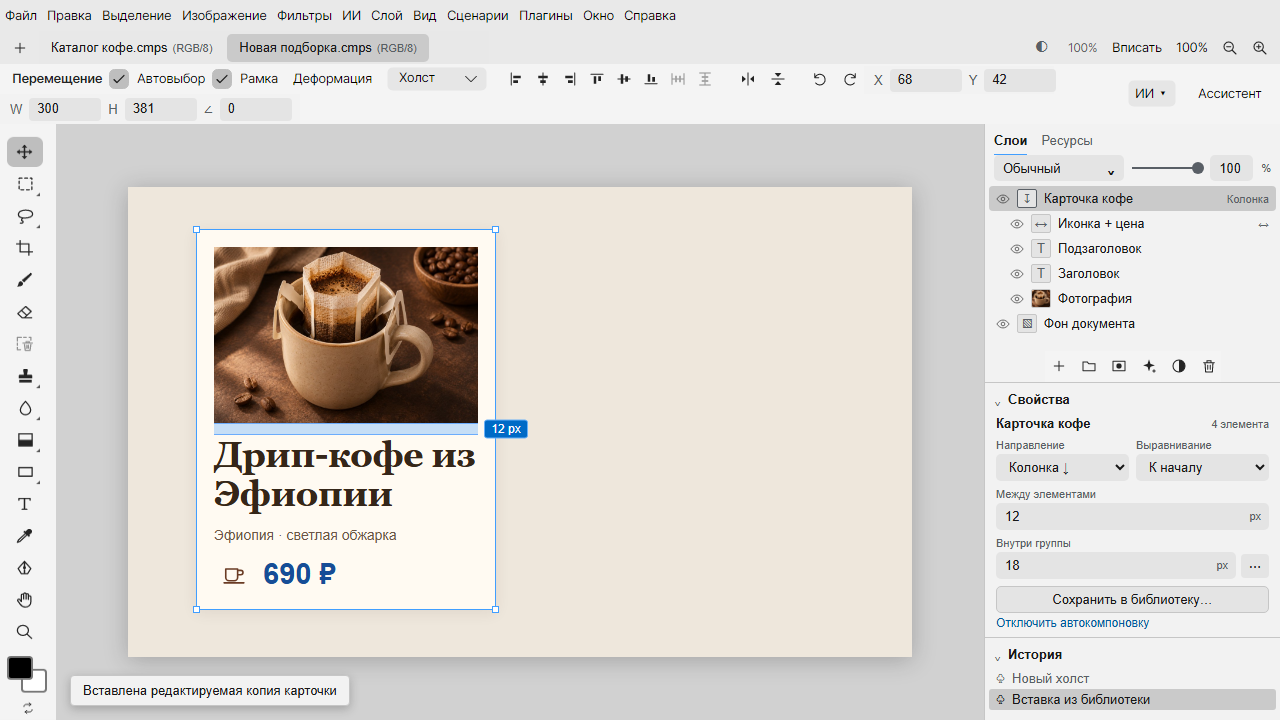 Файл Правка Выделение Изображение Фильтры ИИ Слой Вид Сценарии Плагины Окно Справка
Каталог кофе.cmps (RGB/8) Новая подборка.cmps (RGB/8) 100% Вписать 100%
Перемещение Автовыбор Рамка Деформация Холст X 68 Y 42
W 300 H 381 0
ИИ Ассистент
Слои Ресурсы
Обычный 100 %
Карточка кофе Колонка
Иконка + цена
T Подзаголовок
T Заголовок
Фотография
Фон документа
Свойства
Карточка кофе 4 элемента
Направление Выравнивание
Колонка ↓ К началу
Между элементами
12 px
Внутри группы
18 px ...
Сохранить в библиотеку...
Отключить автокомпоновку
История
Новый холст
Вставка из библиотеки
12 px
Дрип-кофе из
Эфиопии
Эфиопия · светлая обжарка
690 ₽
Вставлена редактируемая копия карточки